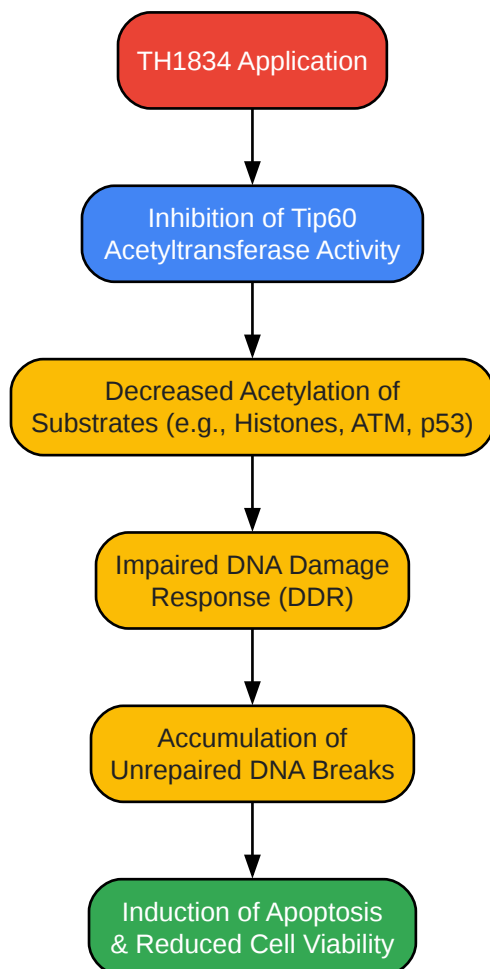 TH1834 Application
Inhibition of Tip60
Acetyltransferase Activity
Decreased Acetylation of
Substrates (e.g., Histones, ATM, p53)
Impaired DNA Damage
Response (DDR)
Accumulation of
Unrepaired DNA Breaks
Induction of Apoptosis
& Reduced Cell Viability